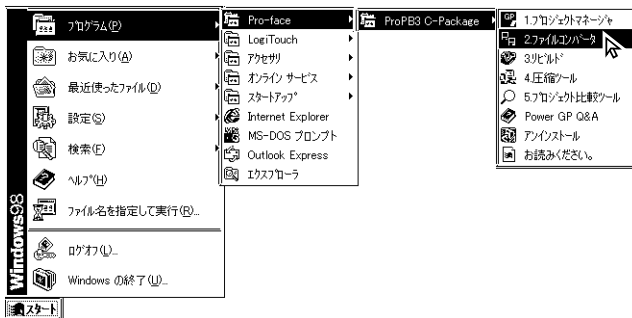 プログラム(P)
お気に入り(A)
最近使ったファイル(D)
設定(S)
検索(F)
ヘルプ(H)
ファイル名を指定して実行(R)...
ログオフ(L)...
Windows の終了(U)...
Windows98
スタート
Pro-face
LogiTouch
アクセサリ
オンライン サービス
スタートアップ
Internet Explorer
MS-DOS プロンプト
Outlook Express
エクスプローラ
ProPB3 C-Package
1.プロジェクトマネージャ
2.ファイルコンバータ
3.リビルド
4.圧縮ツール
5.プロジェクト比較ツール
Power GP Q&A
アンインストール
お読みください。